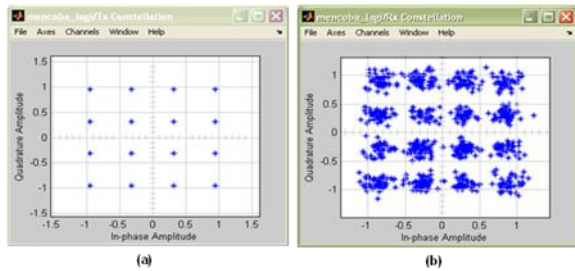 mencoba_lagi/Tx Constellation
File Axes Channels Window Help
1.5
1
0.5
0
-0.5
-1
-1.5
Quadrature Amplitude
-1.5 -1 -0.5 0 0.5 1 1.5
In-phase Amplitude
(a)
mencoba_lagi/Rx Constellation
File Axes Channels Window Help
1
0.5
0
-0.5
-1
Quadrature Amplitude
-1 -0.5 0 0.5 1
In-phase Amplitude
(b)